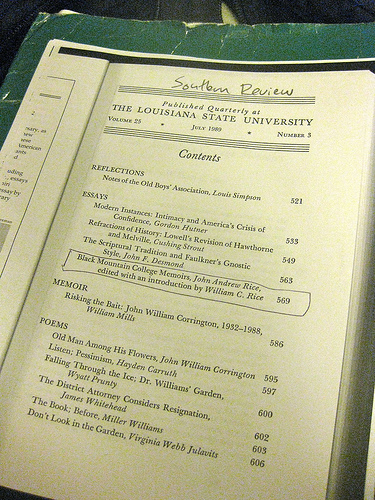 Southern Review
Published Quarterly at
THE LOUISIANA STATE UNIVERSITY
VOLUME 25 * JULY 1989 * NUMBER 3
Contents
REFLECTIONS
Notes of the Old Boys' Association, Louis Simpson 521
ESSAYS
Modern Instances: Intimacy and America's Crisis of
Confidence, Gordon Hutner 533
Refractions of History: Lowell's Revision of Hawthorne
and Melville, Cushing Strout 549
The Scriptural Tradition and Faulkner's Gnostic
Style, John F. Desmond 563
Black Mountain College Memoirs, John Andrew Rice,
edited with an introduction by William C. Rice 569
MEMOIR
Risking the Bait: John William Corrington, 1932–1988,
William Mills 586
POEMS
Old Man Among His Flowers, John William Corrington 595
Listen; Pessimism, Hayden Carruth 597
Falling Through the Ice; Dr. Williams' Garden,
Wyatt Prunty 600
The District Attorney Considers Resignation,
James Whitehead 602
The Book; Before, Miller Williams 603
Don't Look in the Garden, Virginia Webb Julavits 606